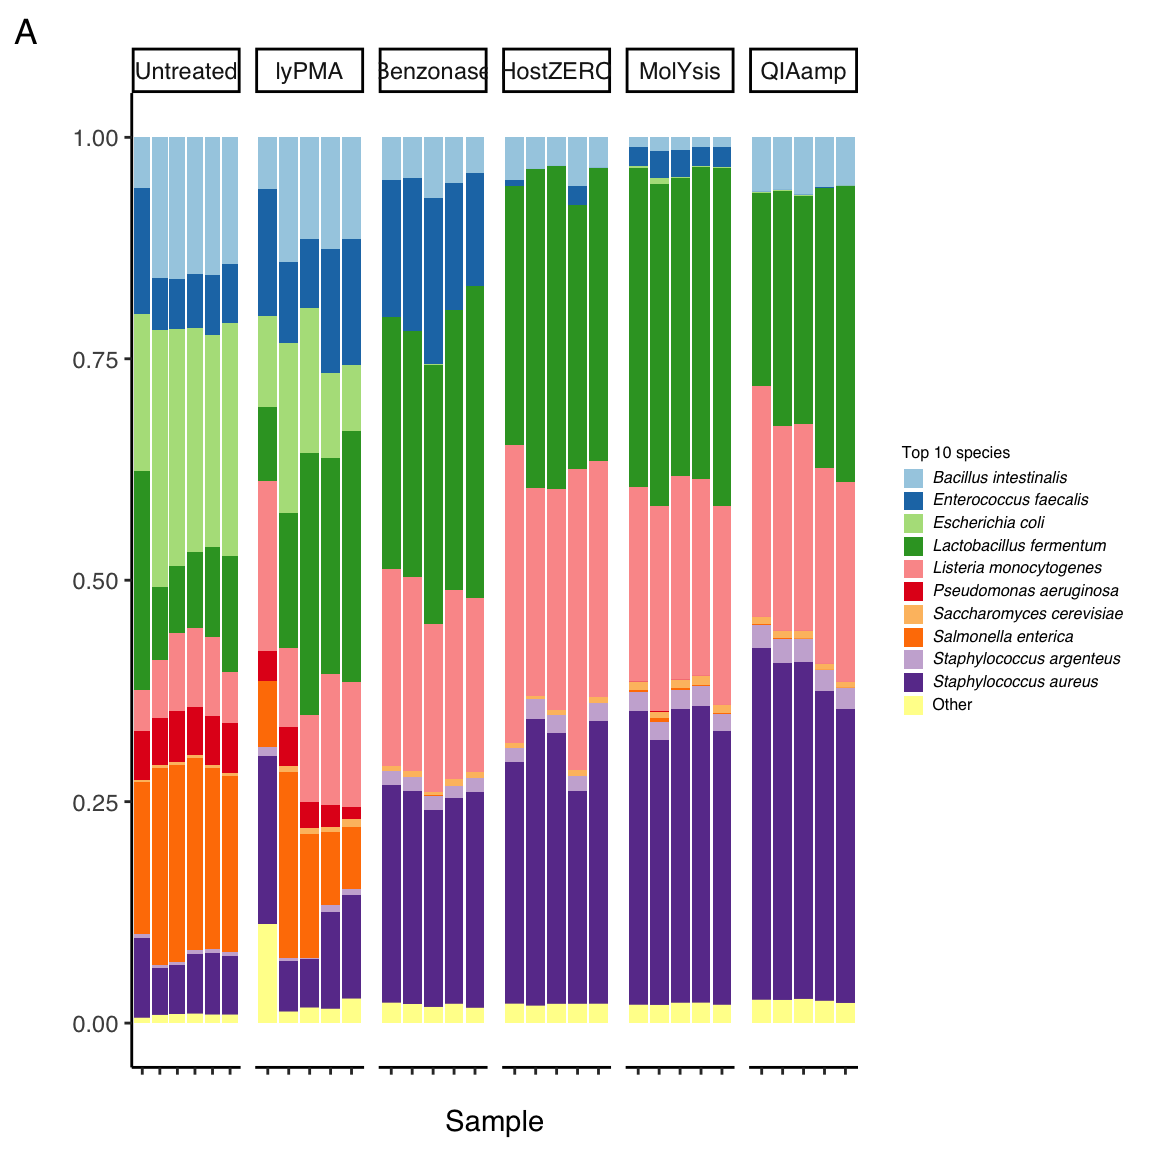 A
Untreated
lyPMA
Benzonase
HostZERO
MolYsis
QIAamp
1.00
0.75
0.50
0.25
0.00
Sample
Top 10 species
Bacillus intestinalis
Enterococcus faecalis
Escherichia coli
Lactobacillus fermentum
Listeria monocytogenes
Pseudomonas aeruginosa
Saccharomyces cerevisiae
Salmonella enterica
Staphylococcus argenteus
Staphylococcus aureus
Other